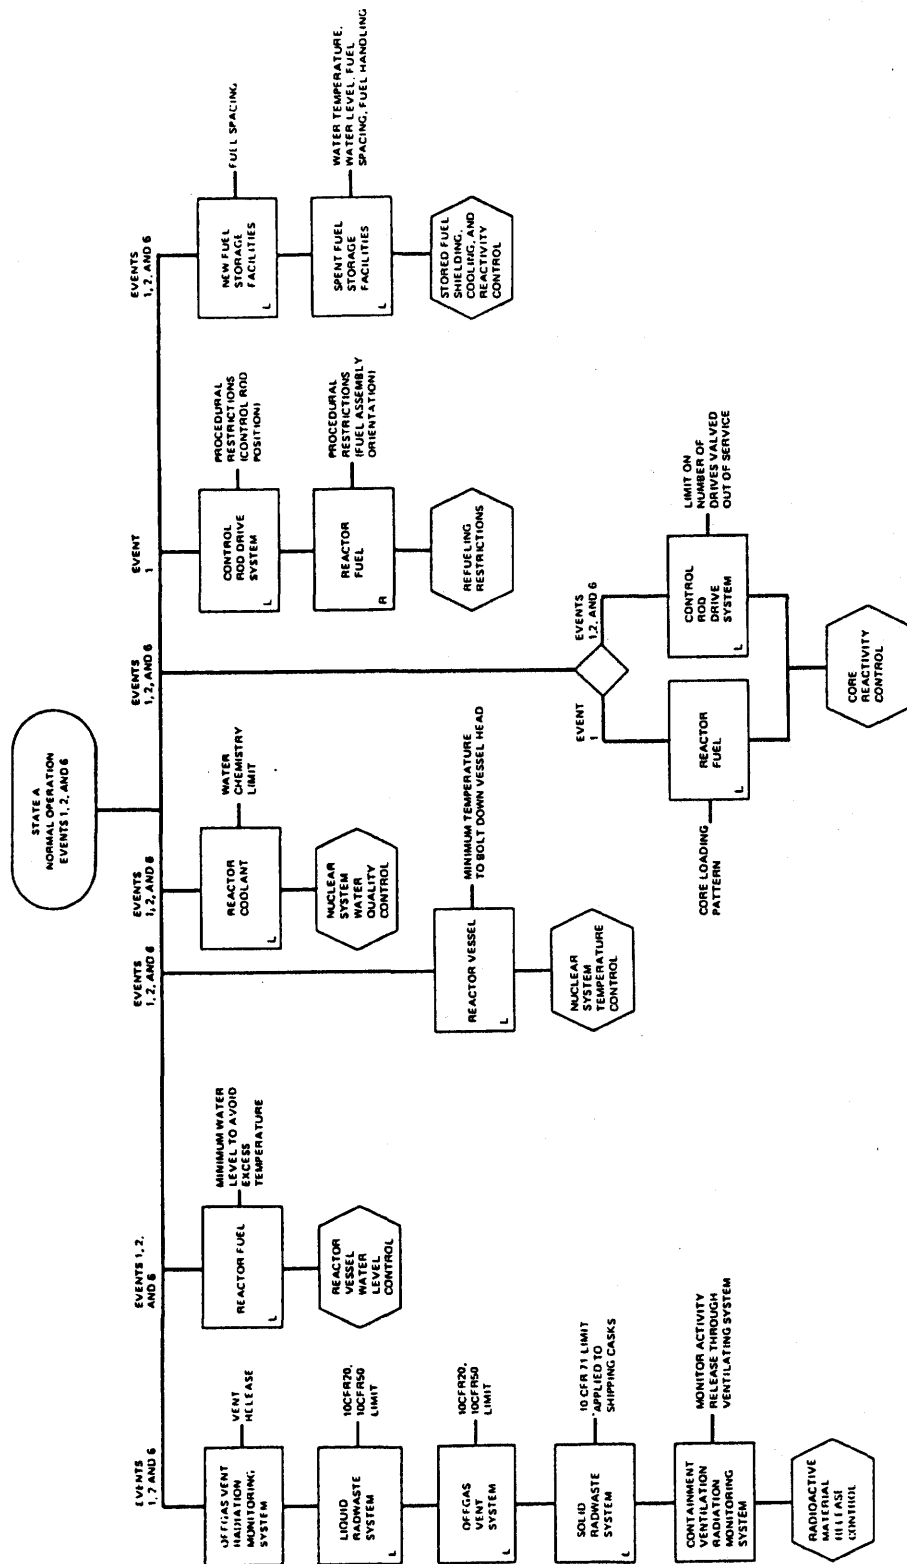 STATE A
NORMAL OPERATION
EVENTS 1, 2, AND 6
EVENTS
1, 2 AND 6
OFFGAS VENT
RADIATION
MONITORING
SYSTEM
VENT
RELEASE
LIQUID
RADWASTE
SYSTEM
L
10CFR20,
10CFR50
LIMIT
OFFGAS
VENT
SYSTEM
L
10CFR20,
10CFR50
LIMIT
SOLID
RADWASTE
SYSTEM
L
10 CFR 71 LIMIT
APPLIED TO
SHIPPING CASKS
CONTAINMENT
VENTILATION
RADIATION
MONITORING
SYSTEM
MONITOR ACTIVITY
RELEASE THROUGH
VENTILATING SYSTEM
RADIOACTIVE
MATERIAL
RELEASE
CONTROL
EVENTS 1, 2,
AND 6
REACTOR FUEL
L
MINIMUM WATER
LEVEL TO AVOID
EXCESS
TEMPERATURE
REACTOR
VESSEL
WATER
LEVEL
CONTROL
EVENTS
1, 2, AND 6
REACTOR VESSEL
L
MINIMUM TEMPERATURE
TO BOLT DOWN VESSEL HEAD
NUCLEAR
SYSTEM
TEMPERATURE
CONTROL
EVENTS
1, 2, AND 6
REACTOR
COOLANT
L
WATER
CHEMISTRY
LIMIT
NUCLEAR
SYSTEM
WATER
QUALITY
CONTROL
EVENTS
1, 2, AND 6
EVENT
1
REACTOR
FUEL
L
CORE LOADING
PATTERN
EVENTS
1,2, AND 6
CONTROL
ROD
DRIVE
SYSTEM
L
LIMIT ON
NUMBER OF
DRIVES VALVED
OUT OF SERVICE
CORE
REACTIVITY
CONTROL
EVENT
1
CONTROL
ROD DRIVE
SYSTEM
L
PROCEDURAL
RESTRICTIONS
(CONTROL ROD
POSITION)
REACTOR
FUEL
R
PROCEDURAL
RESTRICTIONS
(FUEL ASSEMBLY
ORIENTATION)
REFUELING
RESTRICTIONS
EVENTS
1, 2, AND 6
NEW FUEL
STORAGE
FACILITIES
L
FULL SPACING
SPENT FUEL
STORAGE
FACILITIES
L
WATER TEMPERATURE,
WATER LEVEL, FUEL
SPACING, FUEL HANDLING
STORED FUEL
SHIELDING,
COOLING, AND
REACTIVITY
CONTROL